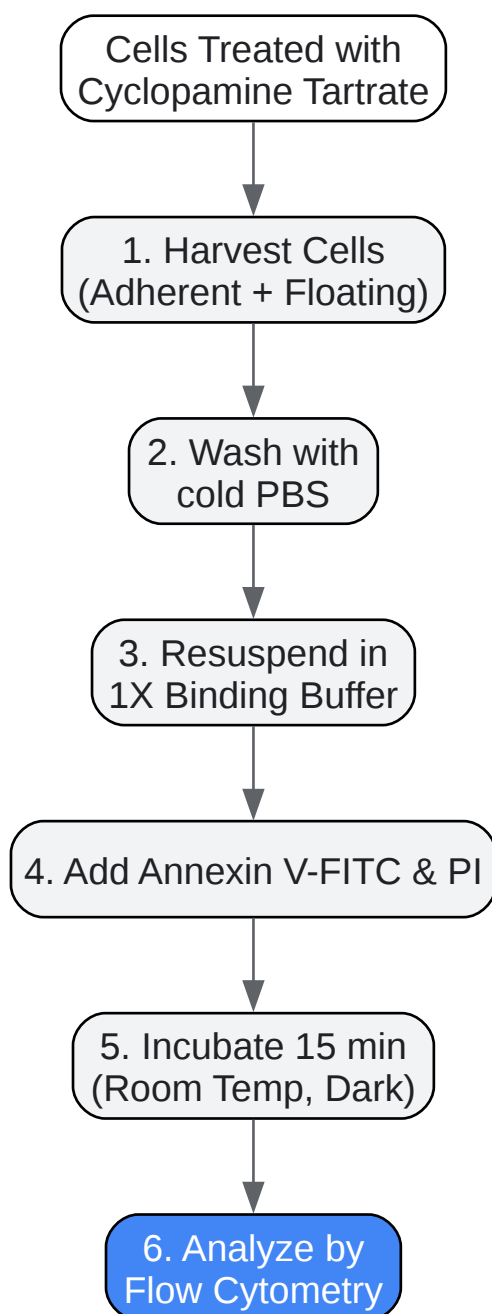 Cells Treated with
Cyclopamine Tartrate
1. Harvest Cells
(Adherent + Floating)
2. Wash with
cold PBS
3. Resuspend in
1X Binding Buffer
4. Add Annexin V-FITC & PI
5. Incubate 15 min
(Room Temp, Dark)
6. Analyze by
Flow Cytometry